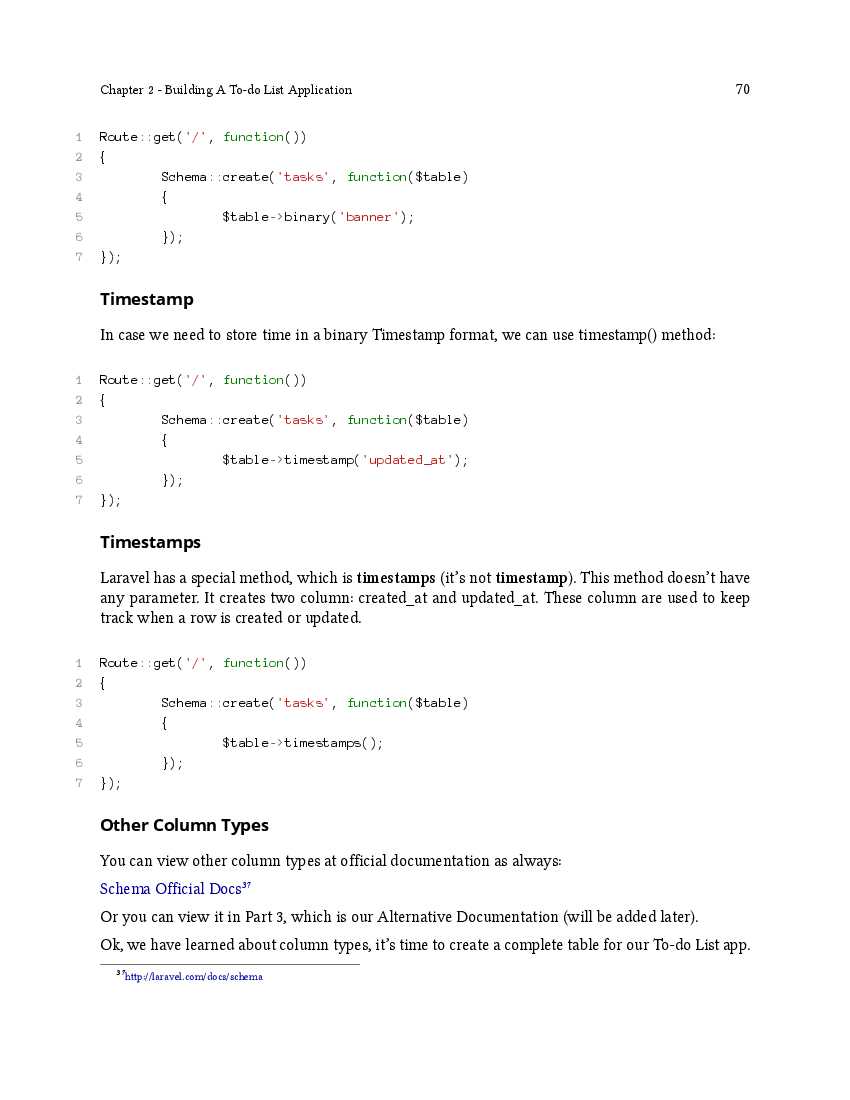 Chapter 2 - Building A To-do List Application 70
1 Route::get('/', function())
2 {
3         Schema::create('tasks', function($table)
4         {
5                 $table->binary('banner');
6         });
7 });
Timestamp
In case we need to store time in a binary Timestamp format, we can use timestamp() method:
1 Route::get('/', function())
2 {
3         Schema::create('tasks', function($table)
4         {
5                 $table->timestamp('updated_at');
6         });
7 });
Timestamps
Laravel has a special method, which is timestamps (it’s not timestamp). This method doesn’t have
any parameter. It creates two column: created_at and updated_at. These column are used to keep
track when a row is created or updated.
1 Route::get('/', function())
2 {
3         Schema::create('tasks', function($table)
4         {
5                 $table->timestamps();
6         });
7 });
Other Column Types
You can view other column types at official documentation as always:
Schema Official Docs³⁷
Or you can view it in Part 3, which is our Alternative Documentation (will be added later).
Ok, we have learned about column types, it’s time to create a complete table for our To-do List app.
³⁷http://laravel.com/docs/schema